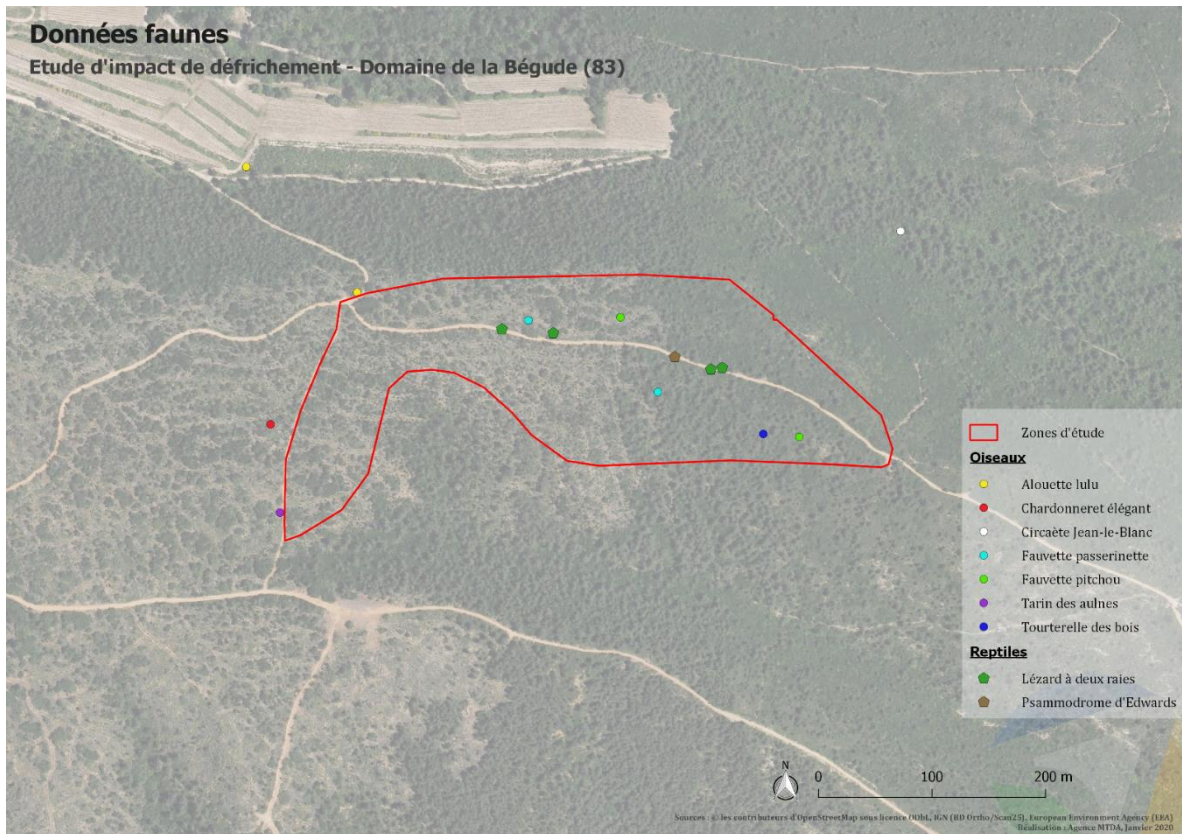 Données faunes
Etude d'impact de défrichement - Domaine de la Bégude (83)
Zones d'étude
Oiseaux
Alouette lulu
Chardonneret élégant
Circaète Jean-le-Blanc
Fauvette passerinette
Fauvette pitchou
Tarin des aulnes
Tourterelle des bois
Reptiles
Lézard à deux raies
Psammodrome d'Edwards
N
0 100 200 m
Sources : © les contributeurs d'OpenStreetMap sous licence ODbL, IGN (BD Ortho/Scan25), European Environment Agency (EEA)
Réalisation : Agence MTDA, Janvier 2020